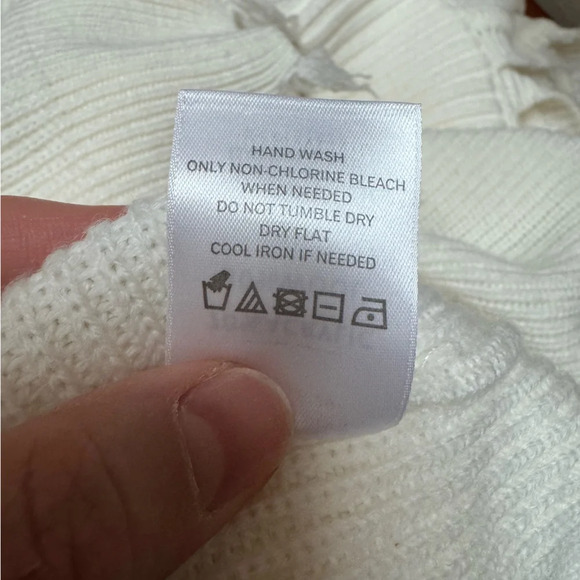 HAND WASH
ONLY NON-CHLORINE BLEACH
WHEN NEEDED
DO NOT TUMBLE DRY
DRY FLAT
COOL IRON IF NEEDED